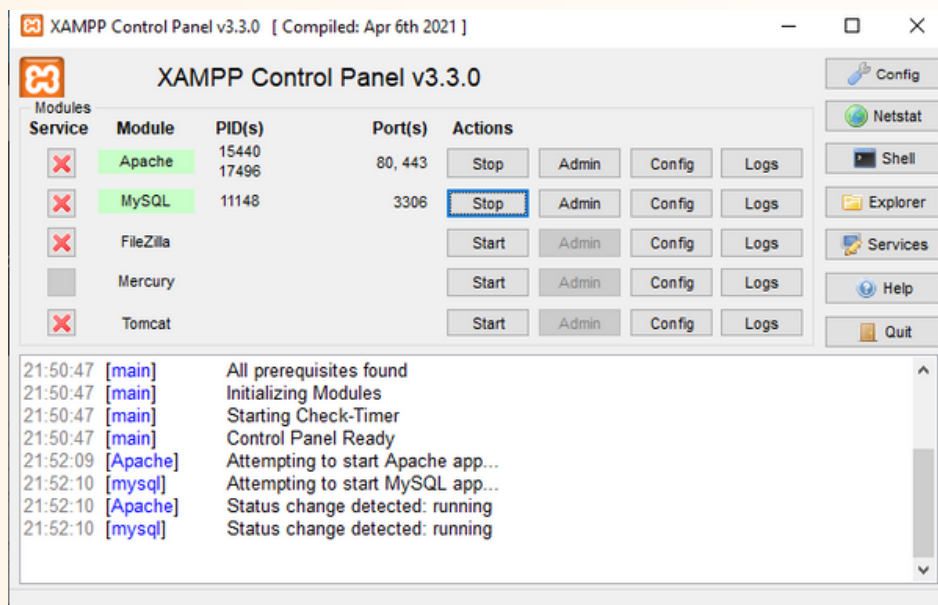 XAMPP Control Panel v3.3.0 [ Compiled: Apr 6th 2021 ]
XAMPP Control Panel v3.3.0
Config
Modules
Service Module PID(s) Port(s) Actions
Netstat
Apache 15440 17496 80, 443 Stop Admin Config Logs
Shell
MySQL 11148 3306 Stop Admin Config Logs
Explorer
FileZilla Start Admin Config Logs
Services
Mercury Start Admin Config Logs
Help
Tomcat Start Admin Config Logs
Quit
21:50:47 [main] All prerequisites found
21:50:47 [main] Initializing Modules
21:50:47 [main] Starting Check-Timer
21:50:47 [main] Control Panel Ready
21:52:09 [Apache] Attempting to start Apache app...
21:52:10 [mysql] Attempting to start MySQL app...
21:52:10 [Apache] Status change detected: running
21:52:10 [mysql] Status change detected: running